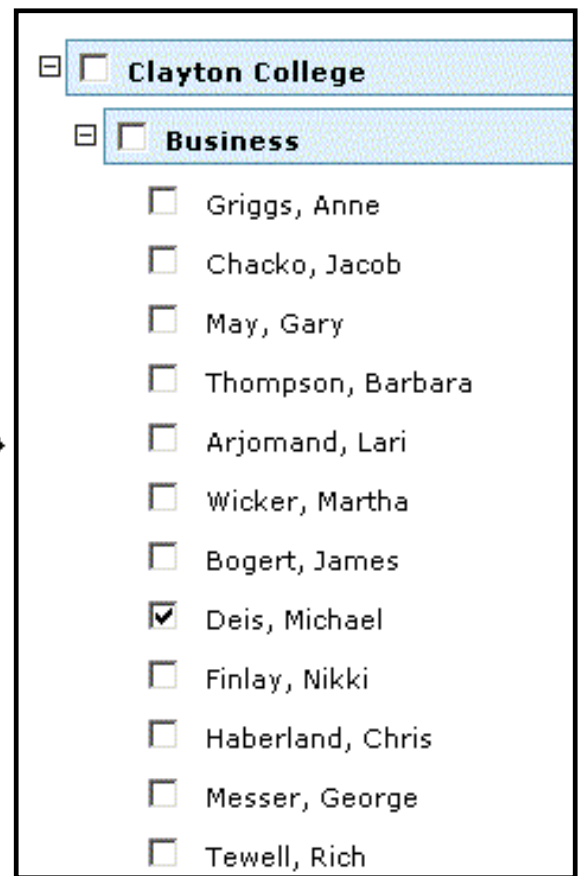 Clayton College
Business
Griggs, Anne
Chacko, Jacob
May, Gary
Thompson, Barbara
Arjomand, Lari
Wicker, Martha
Bogert, James
Deis, Michael
Finlay, Nikki
Haberland, Chris
Messer, George
Tewell, Rich